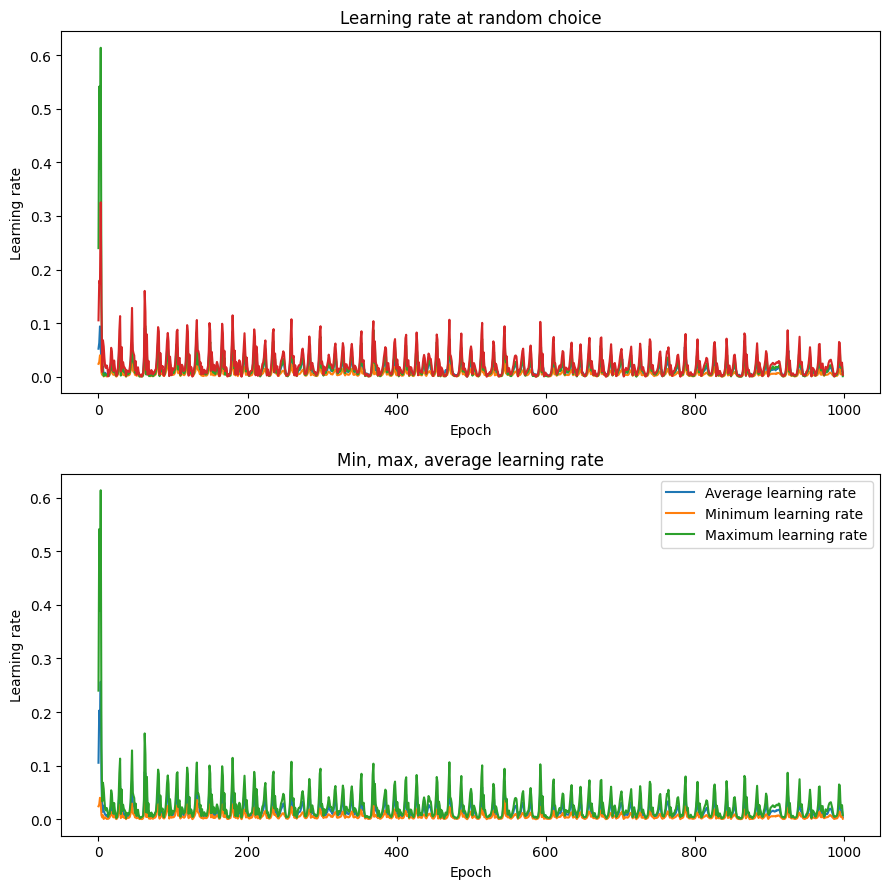 Learning rate at random choice
0.6
0.5
0.4
0.3
0.2
0.1
0.0
Learning rate
0 200 400 600 800 1000
Epoch
Min, max, average learning rate
0.6
0.5
0.4
0.3
0.2
0.1
0.0
Learning rate
Average learning rate
Minimum learning rate
Maximum learning rate
0 200 400 600 800 1000
Epoch